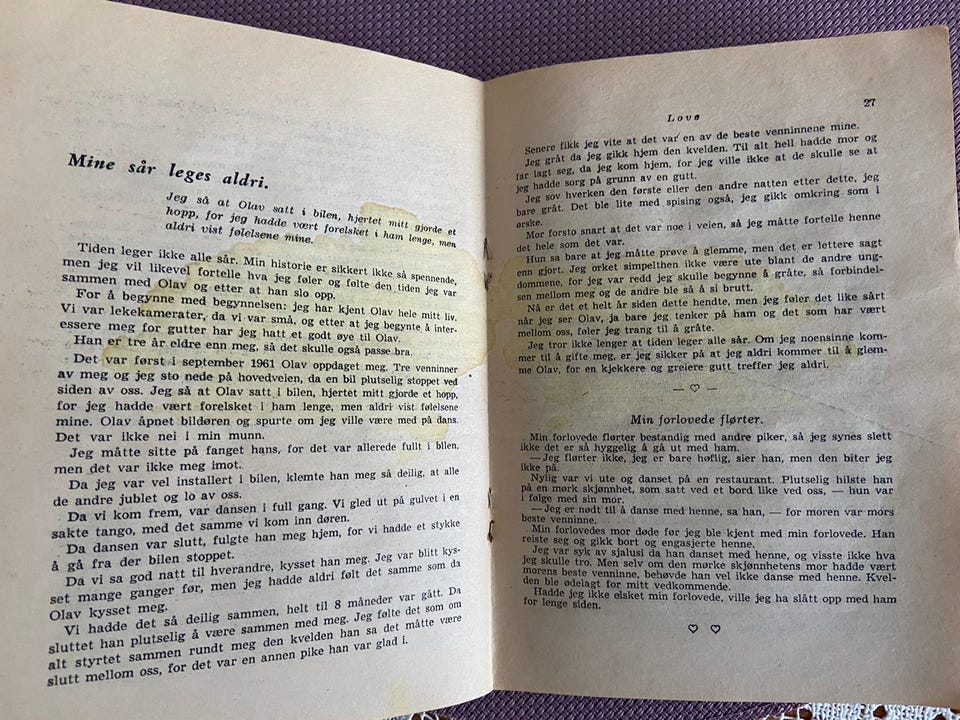 Mine sår leges aldri.
Jeg så at Olav satt i bilen, hjertet mitt gjorde et
hopp, for jeg hadde vært forelsket i ham lenge, men
aldri vist følelsene mine.
Tiden leger ikke alle sår. Min historie er sikkert ikke så spennende,
men jeg vil likevel fortelle hva jeg føler og følte den tiden jeg var
sammen med Olav og etter at han slo opp.
For å begynne med begynnelsen: jeg har kjent Olav hele mitt liv.
Vi var lekekamerater, da vi var små, og etter at jeg begynte å inter-
essere meg for gutter har jeg hatt et godt øye til Olav.
Han er tre år eldre enn meg, så det skulle også passe bra.
Det var først i september 1961 Olav oppdaget meg. Tre venninner
av meg og jeg sto nede på hovedveien, da en bil plutselig stoppet ved
siden av oss. Jeg så at Olav satt i bilen, hjertet mitt gjorde et hopp,
for jeg hadde vært forelsket i ham lenge, men aldri vist følelsene
mine. Olav åpnet bildøren og spurte om jeg ville være med på dans.
Det var ikke nei i min munn.
Jeg måtte sitte på fanget hans, for det var allerede fullt i bilen,
men det var ikke meg imot.
Da jeg var vel installert i bilen, klemte han meg så deilig, at alle
de andre jublet og lo av oss.
Da vi kom frem, var dansen i full gang. Vi gled ut på gulvet i en
sakte tango, med det samme vi kom inn døren.
Da dansen var slutt, fulgte han meg hjem, for vi hadde et stykke
å gå fra der bilen stoppet.
Da vi sa god natt til hverandre, kysset han meg. Jeg var blitt kys-
set mange ganger før, men jeg hadde aldri følt det samme som da
Olav kysset meg.
Vi hadde det så deilig sammen, helt til 8 måneder var gått. Da
sluttet han plutselig å være sammen med meg. Jeg følte det som om
alt styrtet sammen rundt meg den kvelden han sa det måtte være
slutt mellom oss, for det var en annen pike han var glad i.
Love
27
Senere fikk jeg vite at det var en av de beste venninnene mine.
Jeg gråt da jeg gikk hjem den kvelden. Til alt hell hadde mor og
far lagt seg, da jeg kom hjem, for jeg ville ikke at de skulle se at
jeg hadde sorg på grunn av en gutt.
Jeg sov hverken den første eller den andre natten etter dette, jeg
bare gråt. Det ble lite med spising også, jeg gikk omkring som i
ørske.
Mor forsto snart at det var noe i veien, så jeg måtte fortelle henne
det hele som det var.
Hun sa bare at jeg måtte prøve å glemme, men det er lettere sagt
enn gjort. Jeg orket simpelthen ikke være ute blant de andre ung-
dommene, for jeg var redd jeg skulle begynne å gråte, så forbindel-
sen mellom meg og de andre ble så å si brutt.
Nå er det et helt år siden dette hendte, men jeg føler det like sårt
når jeg ser Olav, ja bare jeg tenker på ham og det som har vært
mellom oss, føler jeg trang til å gråte.
Jeg tror ikke lenger at tiden leger alle sår. Om jeg noensinne kom-
mer til å gifte meg, er jeg sikker på at jeg aldri kommer til å glem-
me Olav, for en kjekkere og greiere gutt treffer jeg aldri.
— ♡ —
Min forlovede flørter.
Min forlovede flørter bestandig med andre piker, så jeg synes slett
ikke det er så hyggelig å gå ut med ham.
— Jeg flørter ikke, jeg er bare høflig, sier han, men den biter jeg
ikke på.
Nylig var vi ute og danset på en restaurant. Plutselig hilste han
på en mørk skjønnhet, som satt ved et bord like ved oss, — hun var
i følge med sin mor.
— Jeg er nødt til å danse med henne, sa han, — for moren var mors
beste venninne.
Min forlovedes mor døde før jeg ble kjent med min forlovede. Han
reiste seg og gikk bort og engasjerte henne.
Jeg var syk av sjalusi da han danset med henne, og visste ikke hva
jeg skulle tro. Men selv om den mørke skjønnhetens mor hadde vært
morens beste venninne, behøvde han vel ikke danse med henne. Kvel-
den ble ødelagt for mitt vedkommende.
Hadde jeg ikke ølsket min forlovede, ville jeg ha slått opp med ham
for lenge siden.
♡ ♡